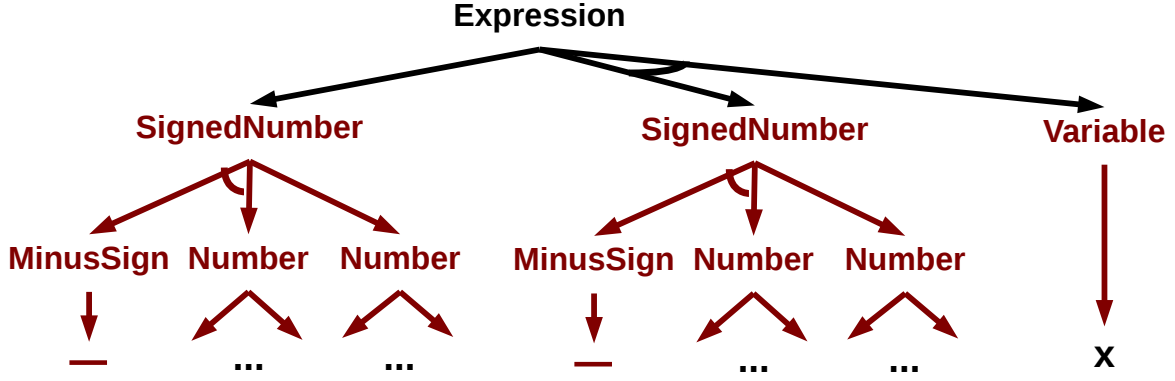 Expression
SignedNumber SignedNumber Variable
MinusSign Number Number MinusSign Number Number
— ... ... — ... ... x